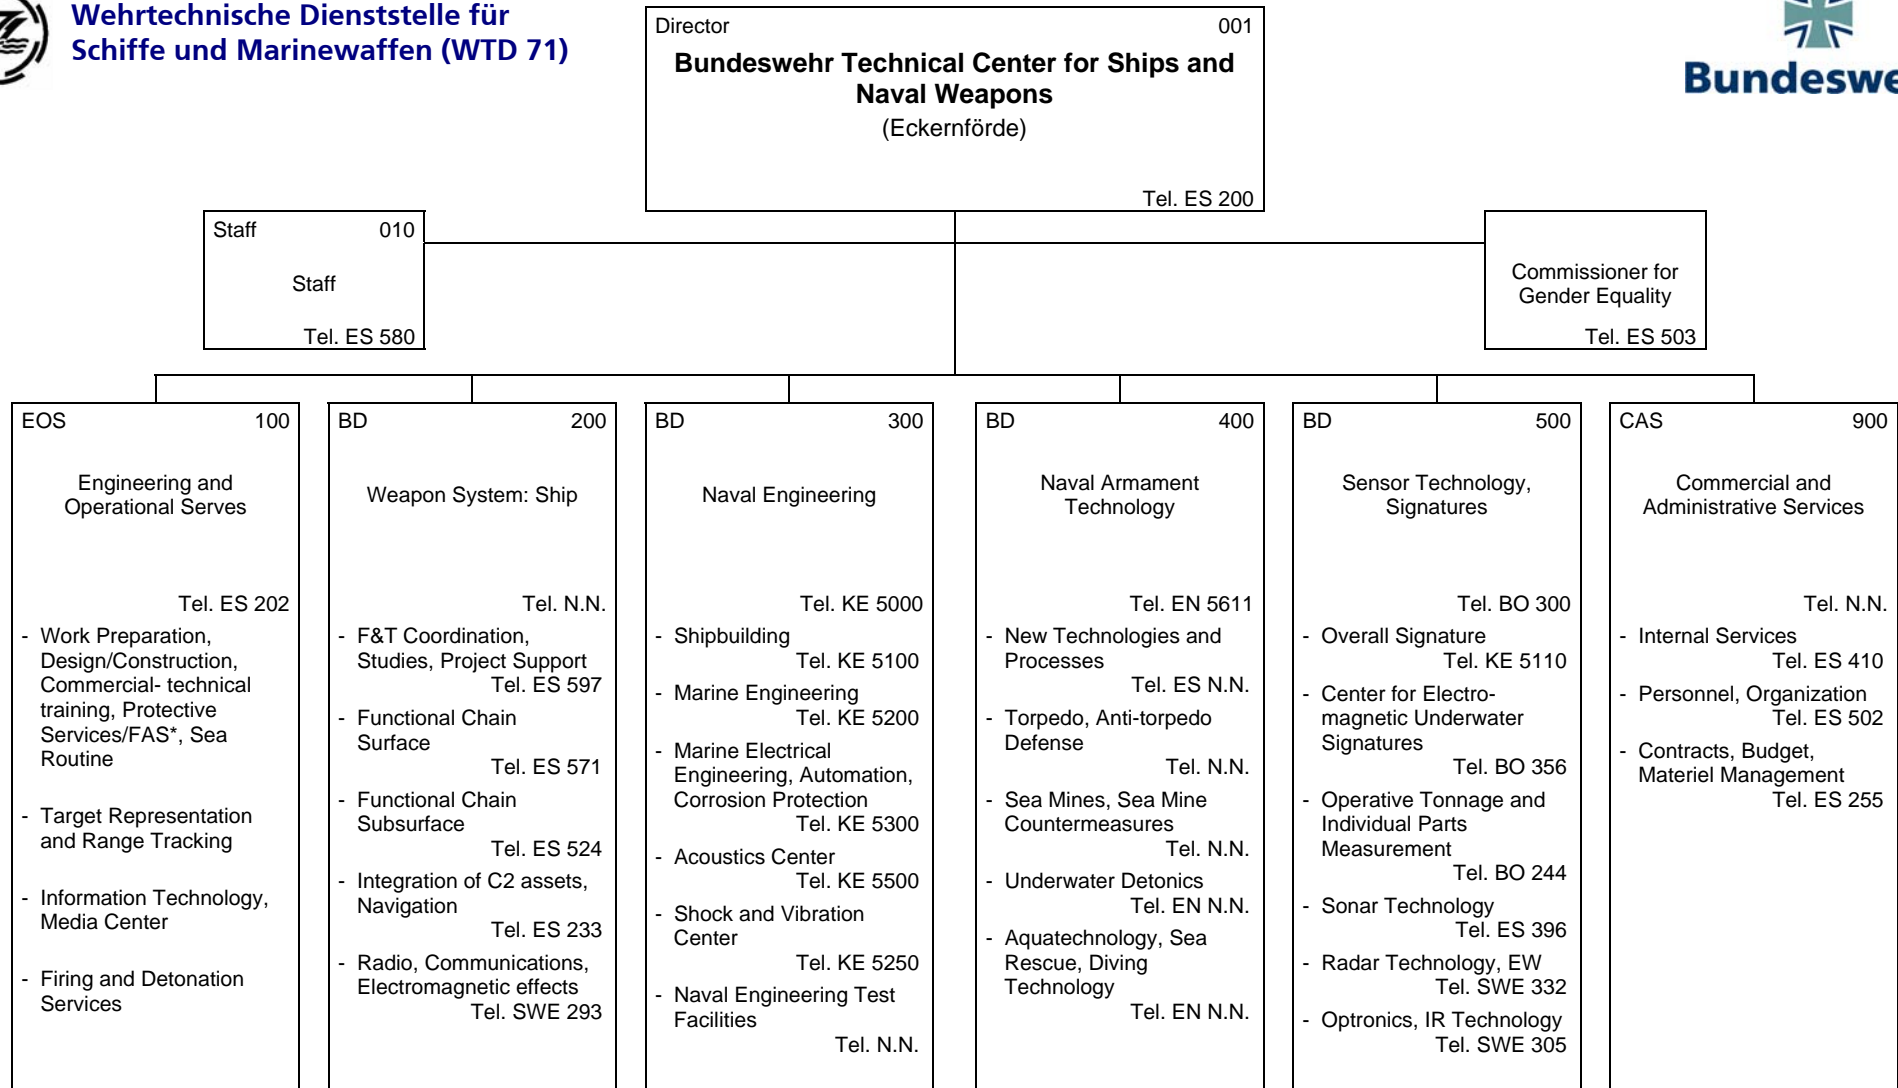 Wehrtechnische Dienststelle für
Schiffe und Marinewaffen (WTD 71)
Director 001
Bundeswehr Technical Center for Ships and
Naval Weapons
(Eckernförde)
Tel. ES 200
Bundeswe
Staff 010
Staff
Tel. ES 580
Commissioner for
Gender Equality
Tel. ES 503
EOS 100
Engineering and
Operational Serves
Tel. ES 202
- Work Preparation,
Design/Construction,
Commercial- technical
training, Protective
Services/FAS*, Sea
Routine
- Target Representation
and Range Tracking
- Information Technology,
Media Center
- Firing and Detonation
Services
BD 200
Weapon System: Ship
Tel. N.N.
- F&T Coordination,
Studies, Project Support
Tel. ES 597
- Functional Chain
Surface
Tel. ES 571
- Functional Chain
Subsurface
Tel. ES 524
- Integration of C2 assets,
Navigation
Tel. ES 233
- Radio, Communications,
Electromagnetic effects
Tel. SWE 293
BD 300
Naval Engineering
Tel. KE 5000
- Shipbuilding
Tel. KE 5100
- Marine Engineering
Tel. KE 5200
- Marine Electrical
Engineering, Automation,
Corrosion Protection
Tel. KE 5300
- Acoustics Center
Tel. KE 5500
- Shock and Vibration
Center
Tel. KE 5250
- Naval Engineering Test
Facilities
Tel. N.N.
BD 400
Naval Armament
Technology
Tel. EN 5611
- New Technologies and
Processes
Tel. ES N.N.
- Torpedo, Anti-torpedo
Defense
Tel. N.N.
- Sea Mines, Sea Mine
Countermeasures
Tel. N.N.
- Underwater Detonics
Tel. EN N.N.
- Aquatechnology, Sea
Rescue, Diving
Technology
Tel. EN N.N.
BD 500
Sensor Technology,
Signatures
Tel. BO 300
- Overall Signature
Tel. KE 5110
- Center for Electro-
magnetic Underwater
Signatures
Tel. BO 356
- Operative Tonnage and
Individual Parts
Measurement
Tel. BO 244
- Sonar Technology
Tel. ES 396
- Radar Technology, EW
Tel. SWE 332
- Optronics, IR Technology
Tel. SWE 305
CAS 900
Commercial and
Administrative Services
Tel. N.N.
- Internal Services
Tel. ES 410
- Personnel, Organization
Tel. ES 502
- Contracts, Budget,
Materiel Management
Tel. ES 255